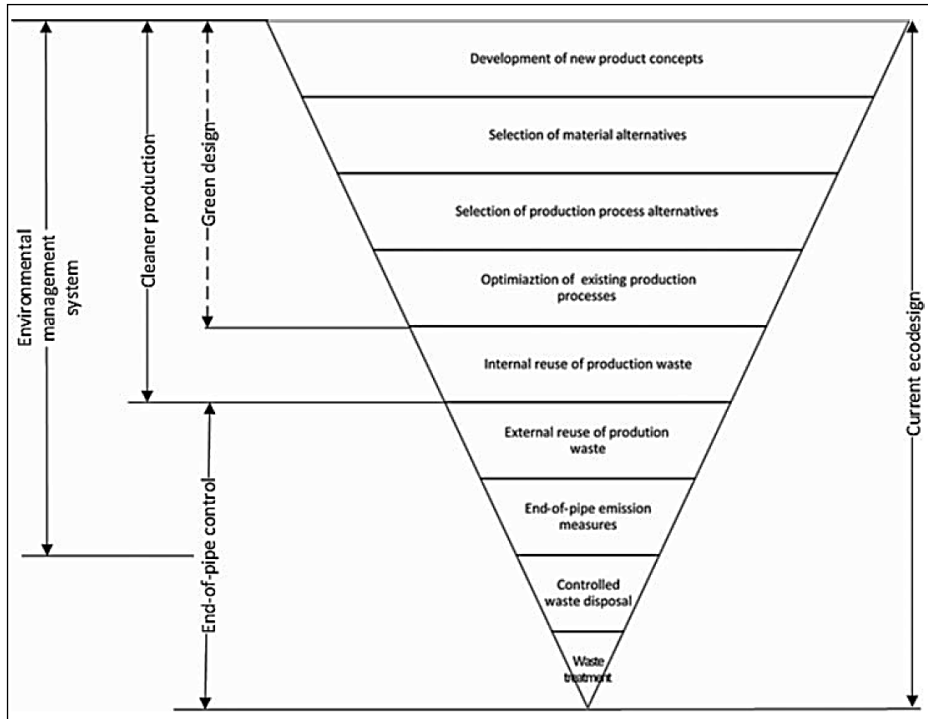 Development of new product concepts
Selection of material alternatives
Selection of production process alternatives
Optimiaztion of existing production
processes
Internal reuse of production waste
External reuse of prodution
waste
End-of-pipe emission
measures
Controlled
waste disposal
Waste
treatment
Environmental
management
system
Cleaner production
Green design
End-of-pipe control
Current ecodesign